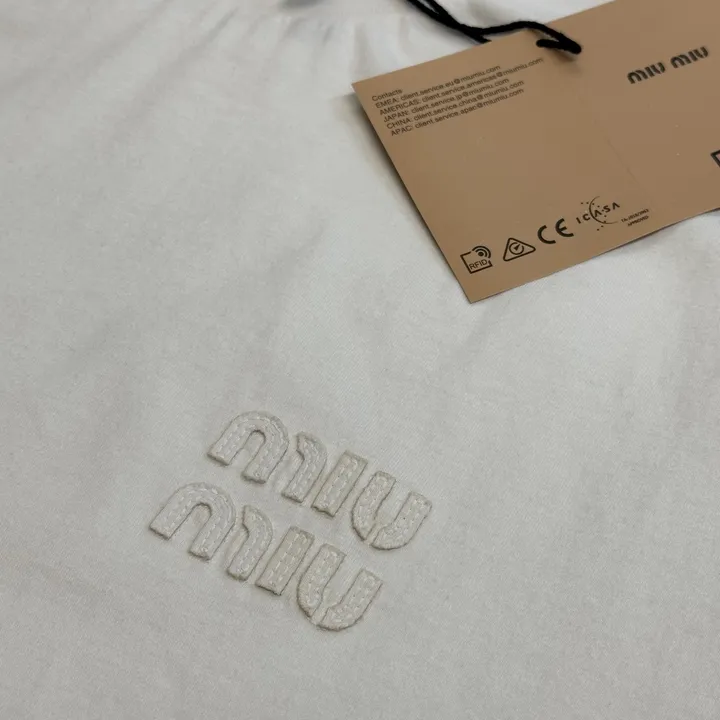 Contacts
EMEA: client.service.eu@miumiu.com
AMERICAS: client.service.americas@miumiu.com
JAPAN: client.service.jp@miumiu.com
CHINA: client.service.china@miumiu.com
APAC: client.service.apac@miumiu.com
MIU MIU
RFID
CE
ICASA
APPROVED
MIU
MIU